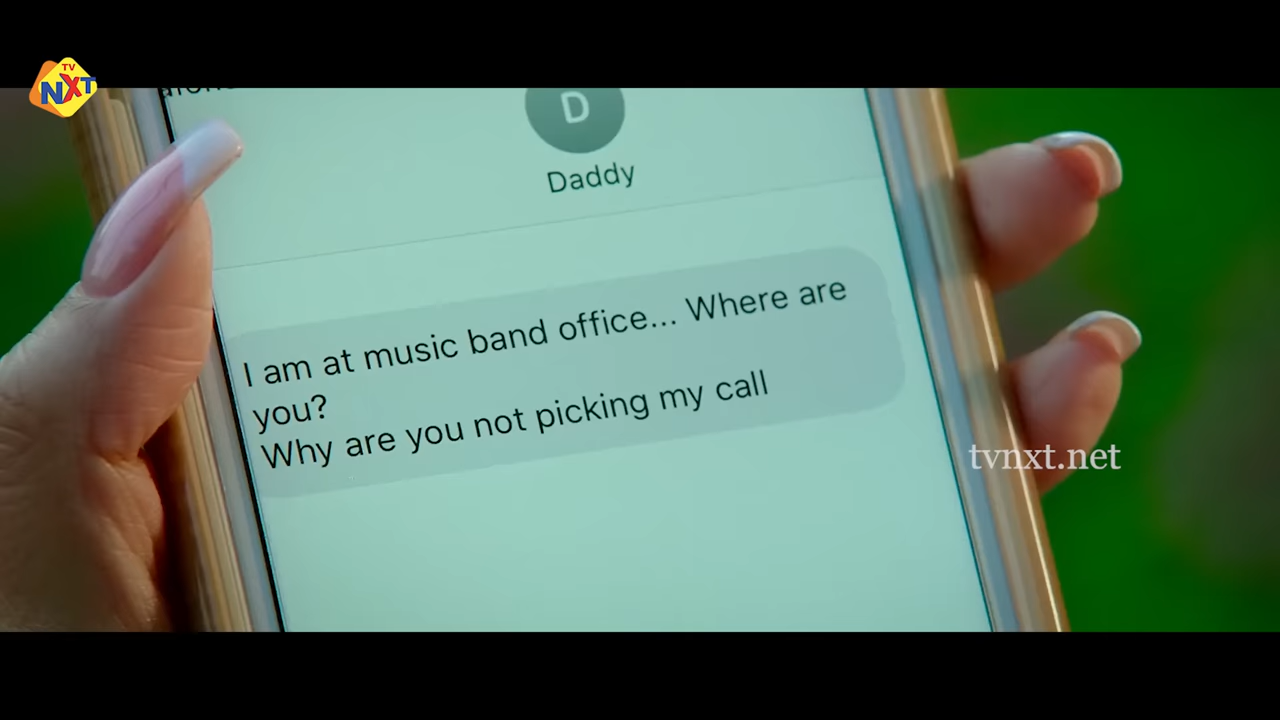 TV
NXT
D
Daddy
I am at music band office... Where are
you?
Why are you not picking my call
tvnxt.net